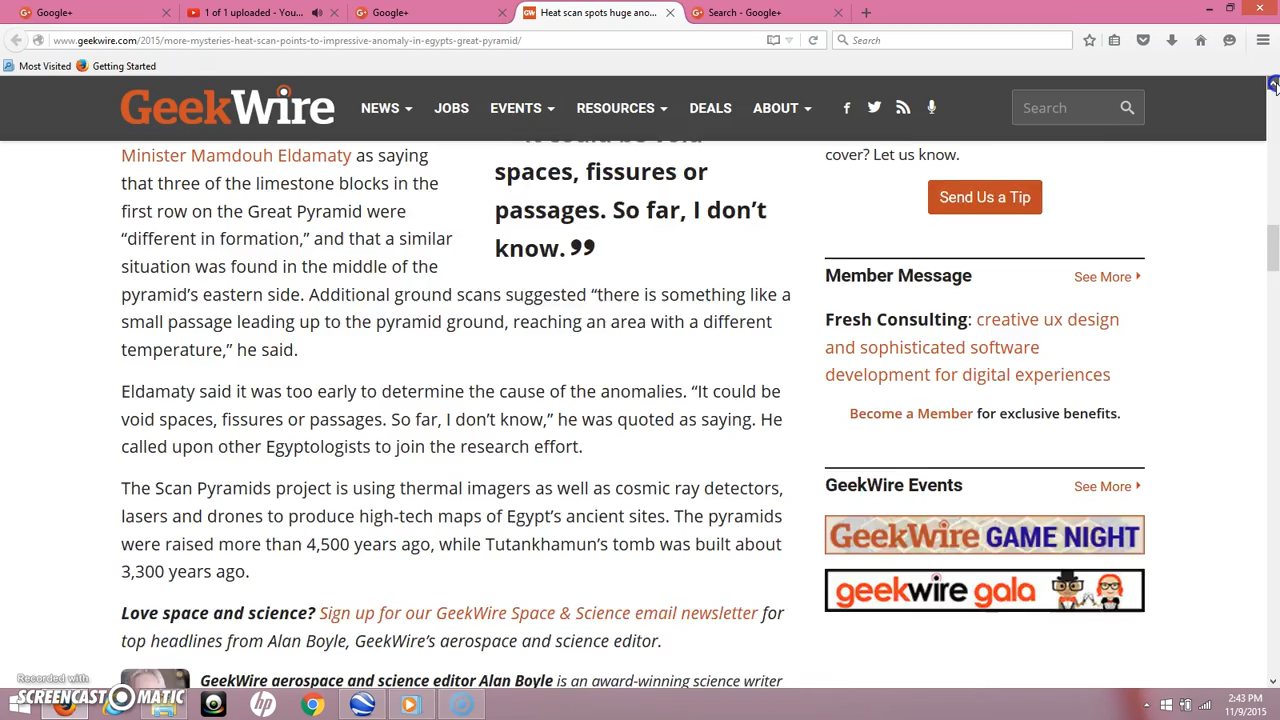 Google+
1 of 1 uploaded - You...
Google+
Heat scan spots huge ano...
Search - Google+
www.geekwire.com/2015/more-mysteries-heat-scan-points-to-impressive-anomaly-in-egypts-great-pyramid/
Search
Most Visited
Getting Started
GeekWire
NEWS
JOBS
EVENTS
RESOURCES
DEALS
ABOUT
Search
Minister Mamdouh Eldamaty as saying
that three of the limestone blocks in the
first row on the Great Pyramid were
“different in formation,” and that a similar
situation was found in the middle of the
pyramid’s eastern side. Additional ground scans suggested “there is something like a
small passage leading up to the pyramid ground, reaching an area with a different
temperature,” he said.
It could be void
spaces, fissures or
passages. So far, I don’t
know.”
Eldamaty said it was too early to determine the cause of the anomalies. “It could be
void spaces, fissures or passages. So far, I don’t know,” he was quoted as saying. He
called upon other Egyptologists to join the research effort.
The Scan Pyramids project is using thermal imagers as well as cosmic ray detectors,
lasers and drones to produce high-tech maps of Egypt’s ancient sites. The pyramids
were raised more than 4,500 years ago, while Tutankhamun’s tomb was built about
3,300 years ago.
Love space and science? Sign up for our GeekWire Space & Science email newsletter for
top headlines from Alan Boyle, GeekWire’s aerospace and science editor.
GeekWire aerospace and science editor Alan Boyle is an award-winning science writer
cover? Let us know.
Send Us a Tip
Member Message
See More
Fresh Consulting: creative ux design
and sophisticated software
development for digital experiences
Become a Member for exclusive benefits.
GeekWire Events
See More
GeekWire GAME NIGHT
geekwire gala
Recorded with
SCREENCAST-O-MATIC
hp
2:43 PM
11/9/2015